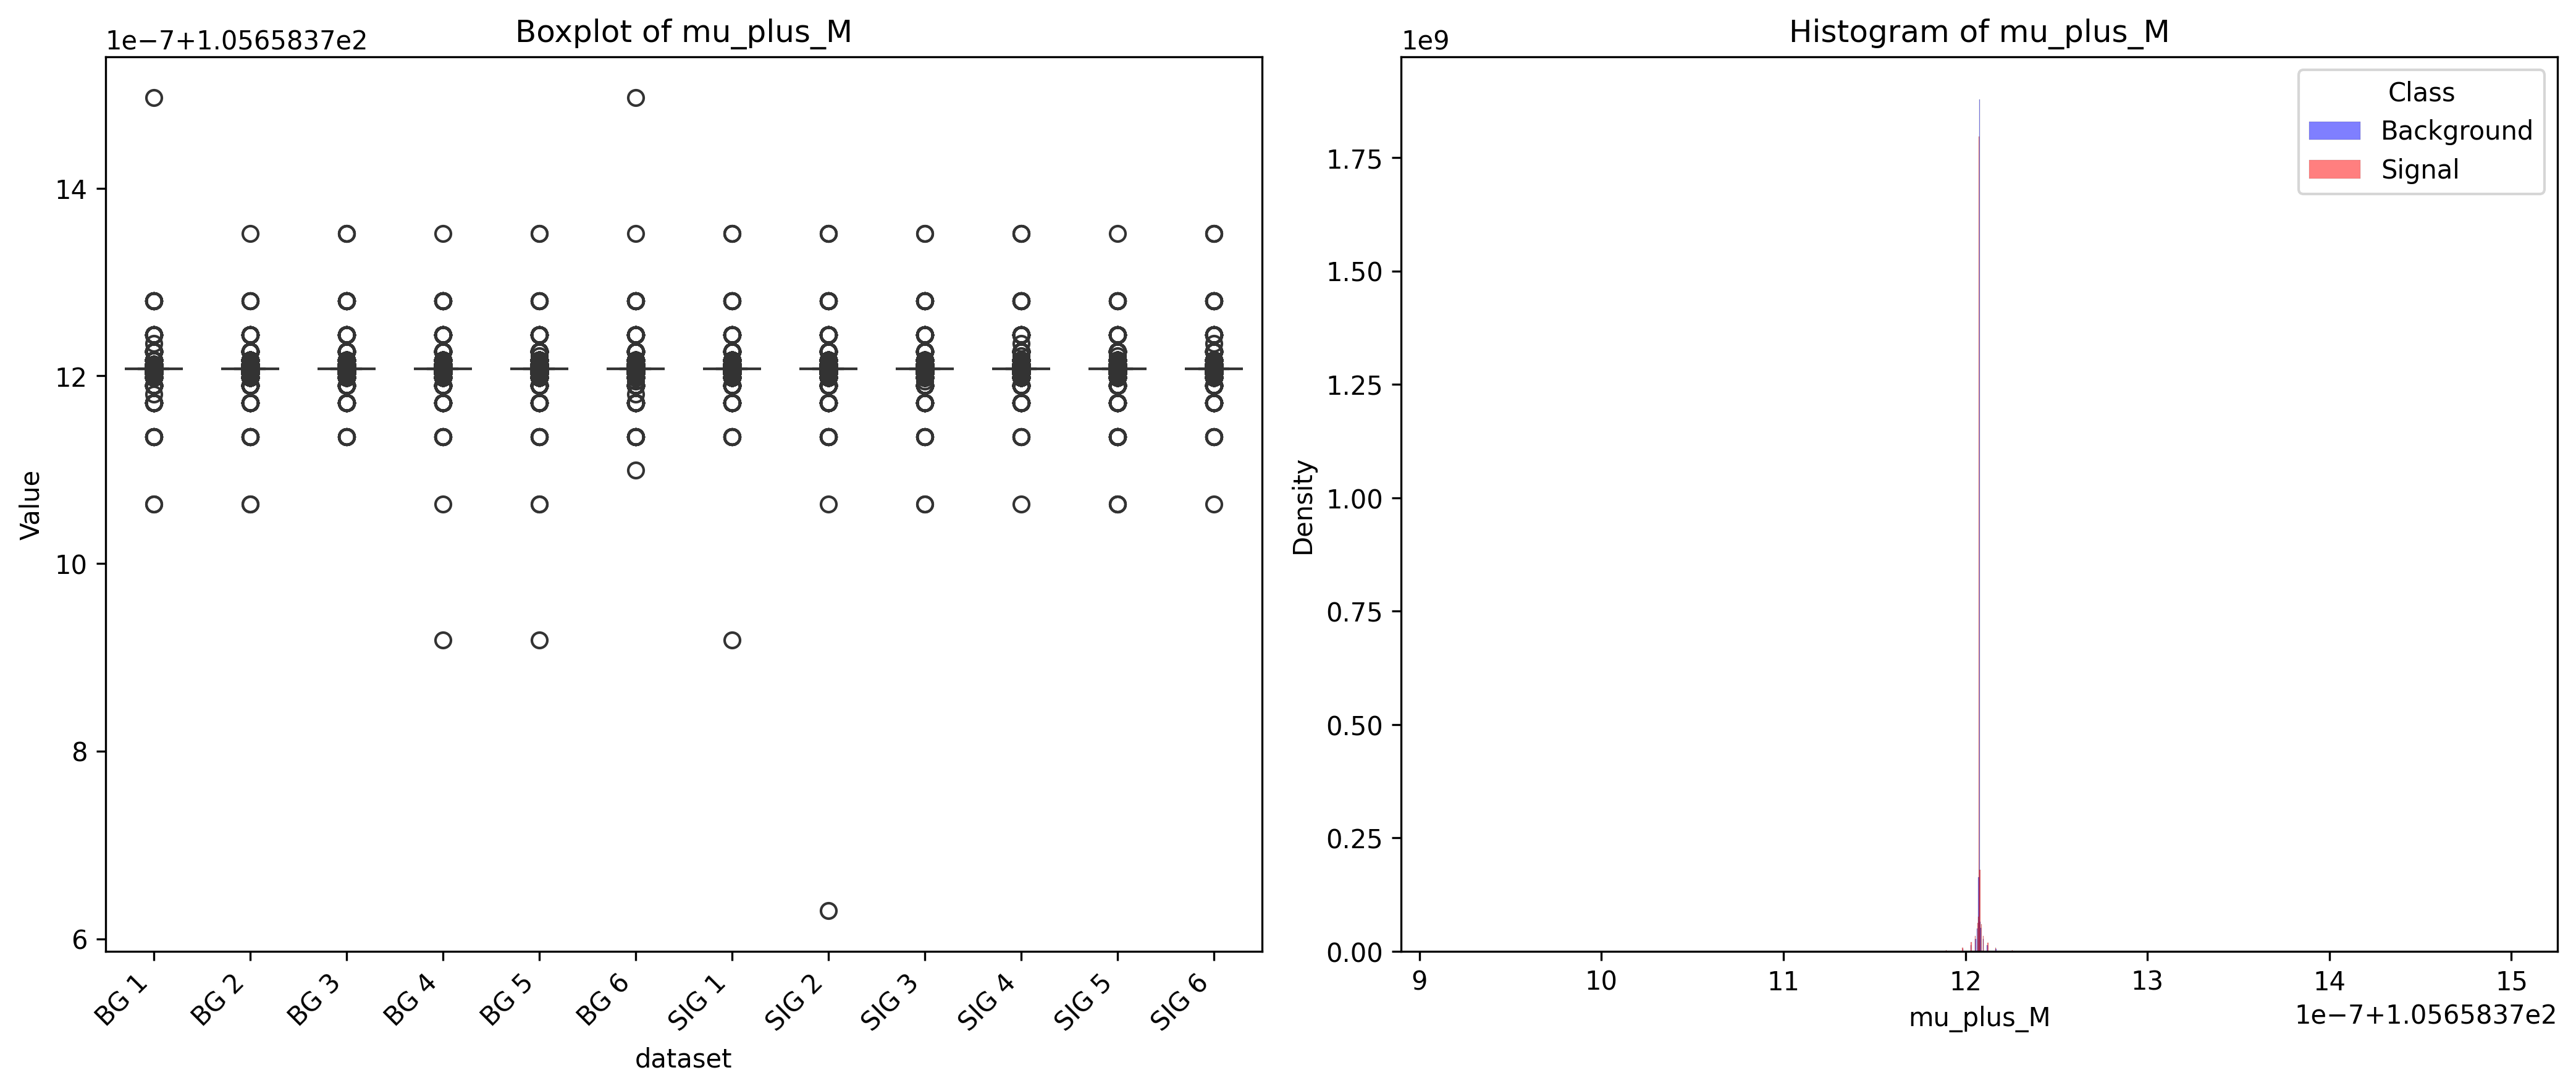 Boxplot of mu_plus_M
1e−7+1.0565837e2
14
12
10
8
6
Value
BG 1
BG 2
BG 3
BG 4
BG 5
BG 6
SIG 1
SIG 2
SIG 3
SIG 4
SIG 5
SIG 6
dataset
Histogram of mu_plus_M
1e9
Class
Background
Signal
1.75
1.50
1.25
1.00
0.75
0.50
0.25
0.00
Density
9 10 11 12 13 14 15
mu_plus_M
1e−7+1.0565837e2